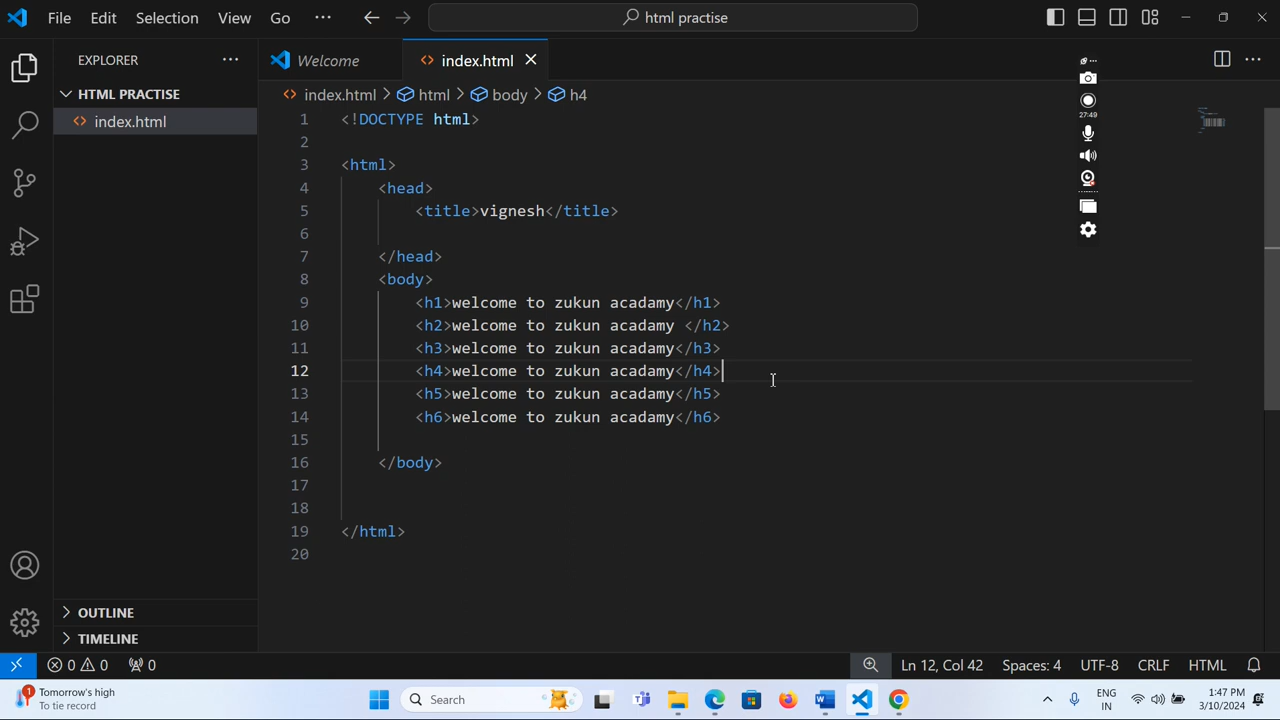 File Edit Selection View Go ··· html practise
EXPLORER ···
Welcome
index.html
HTML PRACTISE
index.html
index.html > html > body > h4
27:49
1 <!DOCTYPE html>
2
3 <html>
4 <head>
5 <title>vignesh</title>
6
7 </head>
8 <body>
9 <h1>welcome to zukun acadamy</h1>
10 <h2>welcome to zukun acadamy </h2>
11 <h3>welcome to zukun acadamy</h3>
12 <h4>welcome to zukun acadamy</h4>
13 <h5>welcome to zukun acadamy</h5>
14 <h6>welcome to zukun acadamy</h6>
15
16 </body>
17
18
19 </html>
20
OUTLINE
TIMELINE
0 0 0 Ln 12, Col 42 Spaces: 4 UTF-8 CRLF HTML
1 Tomorrow's high
To tie record
Search
ENG
IN
1:47 PM
3/10/2024